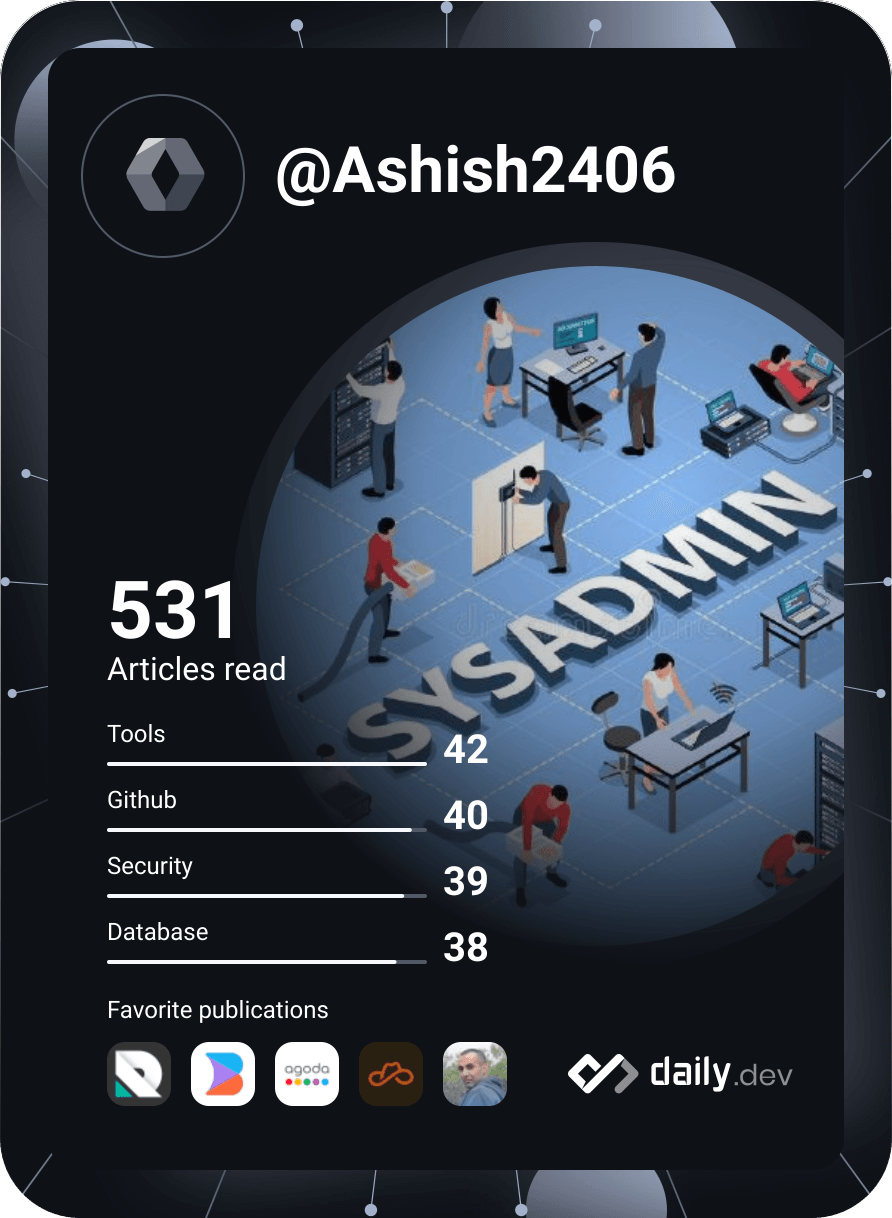 @Ashish2406
SYSADMIN
531
Articles read
Tools
42
Github
40
Security
39
Database
38
Favorite publications
agoda
daily.dev